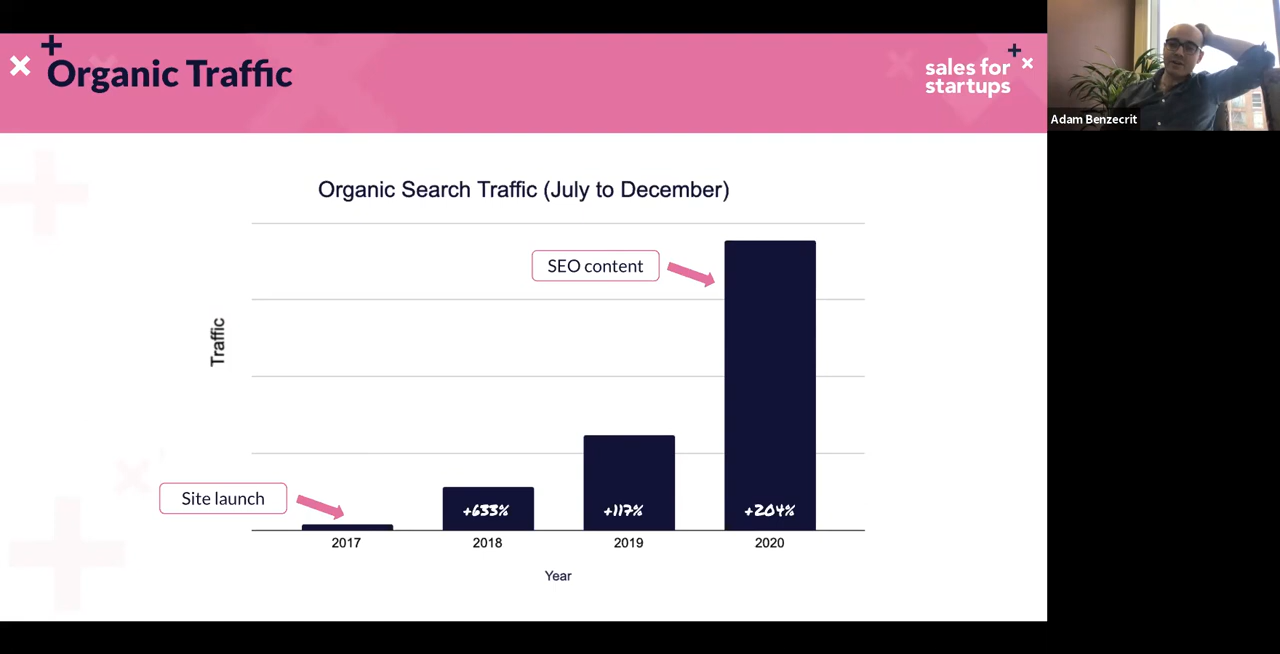 Organic Traffic
sales for
startups
Adam Benzecrit
Organic Search Traffic (July to December)
SEO content
Traffic
Site launch
+633%
+117%
+204%
2017
2018
2019
2020
Year